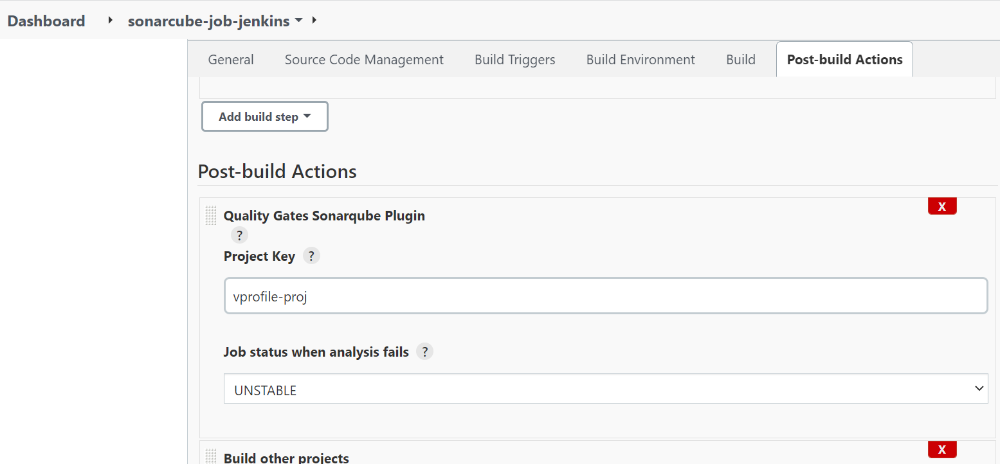 Dashboard sonarcube-job-jenkins
General Source Code Management Build Triggers Build Environment Build Post-build Actions
Add build step
Post-build Actions
X
Quality Gates Sonarqube Plugin
?
Project Key ?
vprofile-proj
Job status when analysis fails ?
UNSTABLE
X
Build other projects